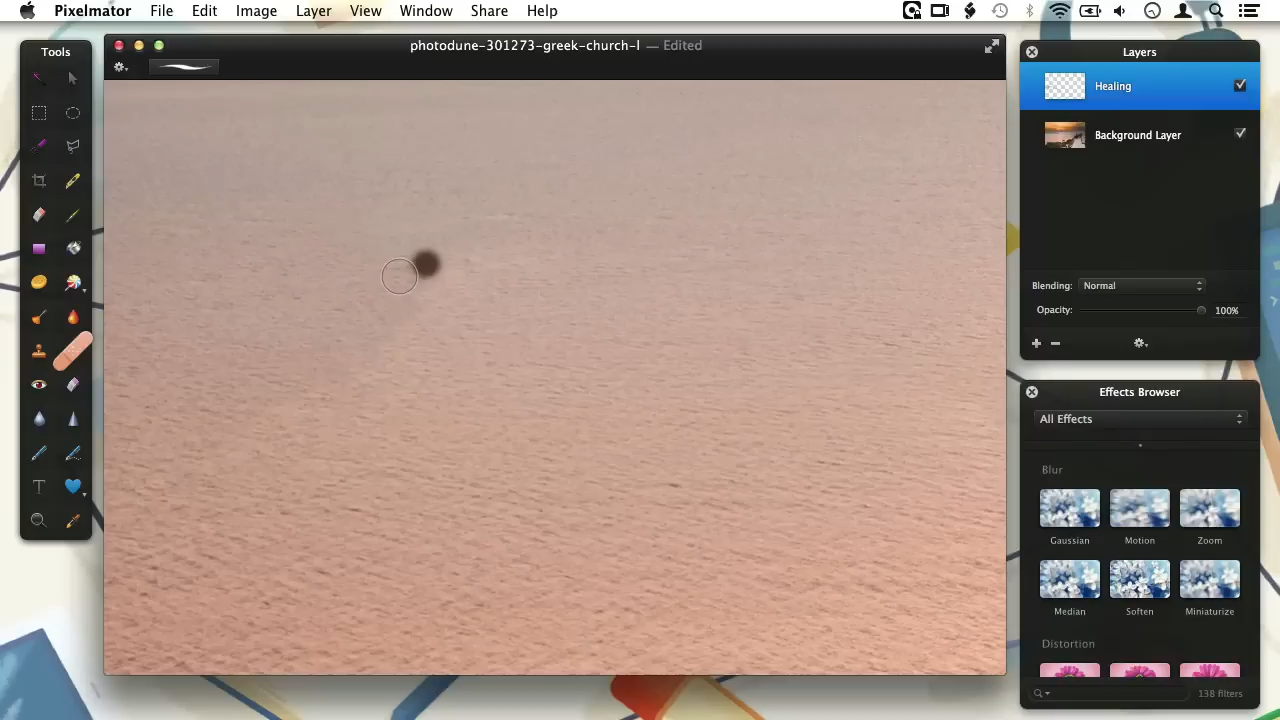 Pixelmator File Edit Image Layer View Window Share Help
Tools
photodune-301273-greek-church-l — Edited
Layers
Healing
Background Layer
Blending: Normal
Opacity: 100%
Effects Browser
All Effects
Blur
Gaussian Motion Zoom
Median Soften Miniaturize
Distortion
138 filters